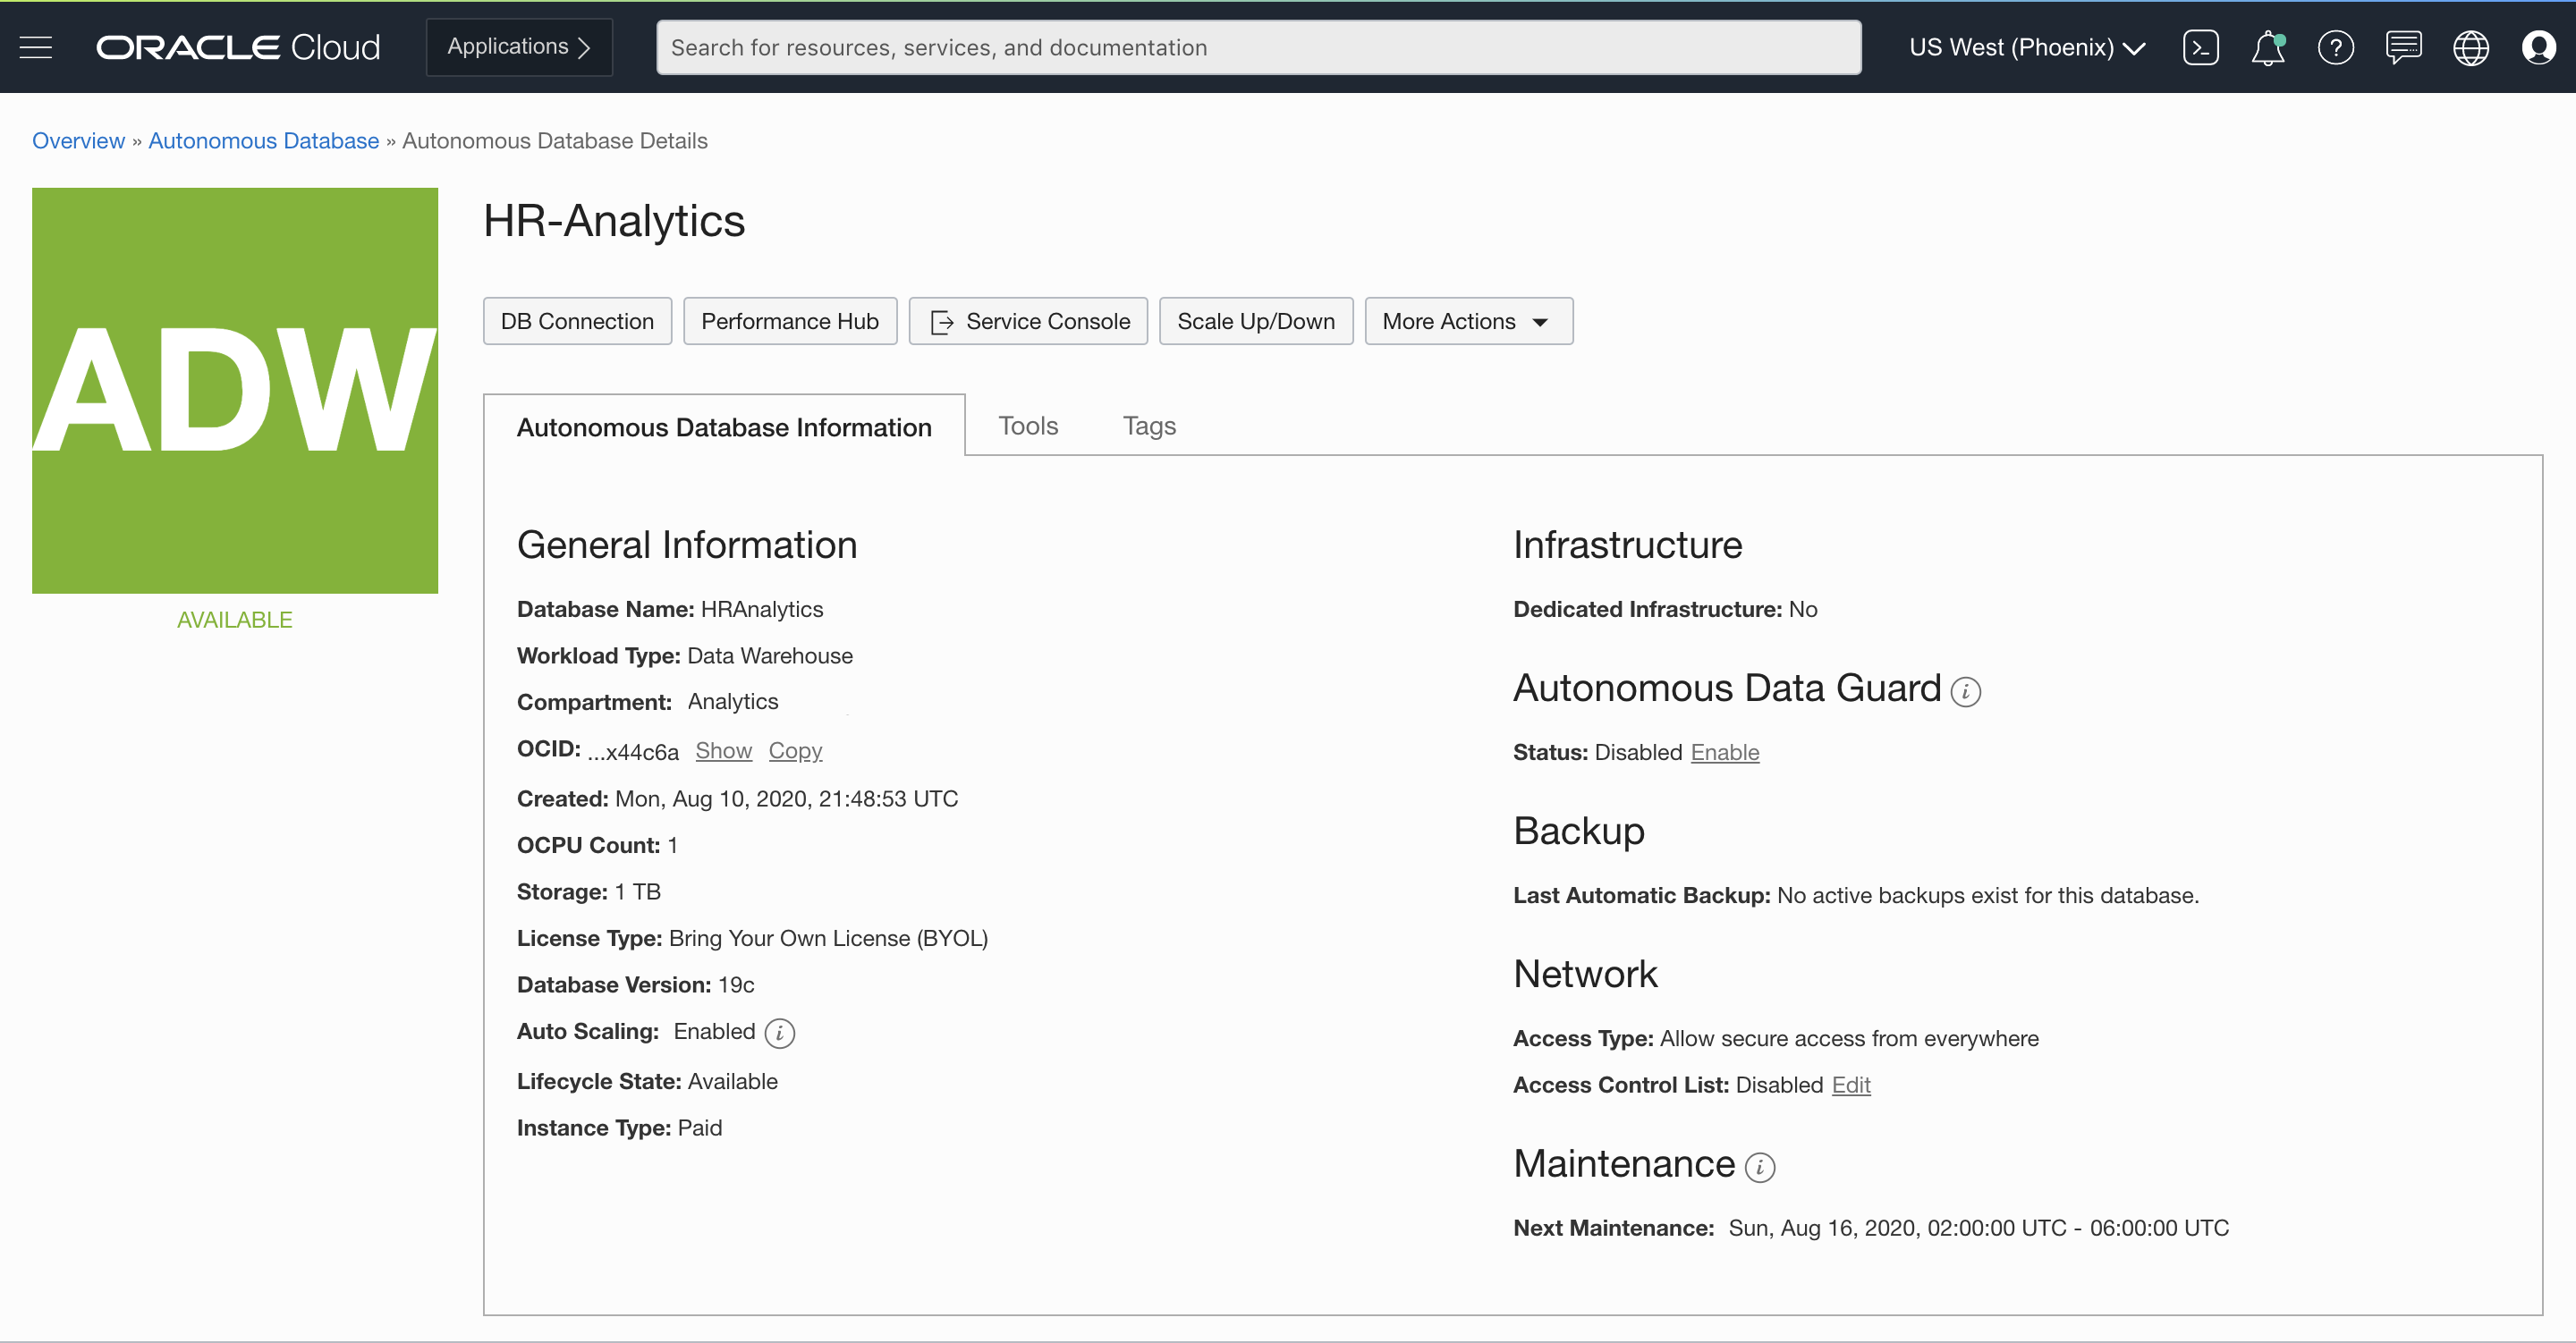 ORACLE Cloud Applications Search for resources, services, and documentation US West (Phoenix)
Overview » Autonomous Database » Autonomous Database Details
ADW
AVAILABLE
HR-Analytics
DB Connection Performance Hub Service Console Scale Up/Down More Actions
Autonomous Database Information Tools Tags
General Information
Database Name: HRAnalytics
Workload Type: Data Warehouse
Compartment: Analytics
OCID: ...x44c6a Show Copy
Created: Mon, Aug 10, 2020, 21:48:53 UTC
OCPU Count: 1
Storage: 1 TB
License Type: Bring Your Own License (BYOL)
Database Version: 19c
Auto Scaling: Enabled i
Lifecycle State: Available
Instance Type: Paid
Infrastructure
Dedicated Infrastructure: No
Autonomous Data Guard i
Status: Disabled Enable
Backup
Last Automatic Backup: No active backups exist for this database.
Network
Access Type: Allow secure access from everywhere
Access Control List: Disabled Edit
Maintenance i
Next Maintenance: Sun, Aug 16, 2020, 02:00:00 UTC - 06:00:00 UTC